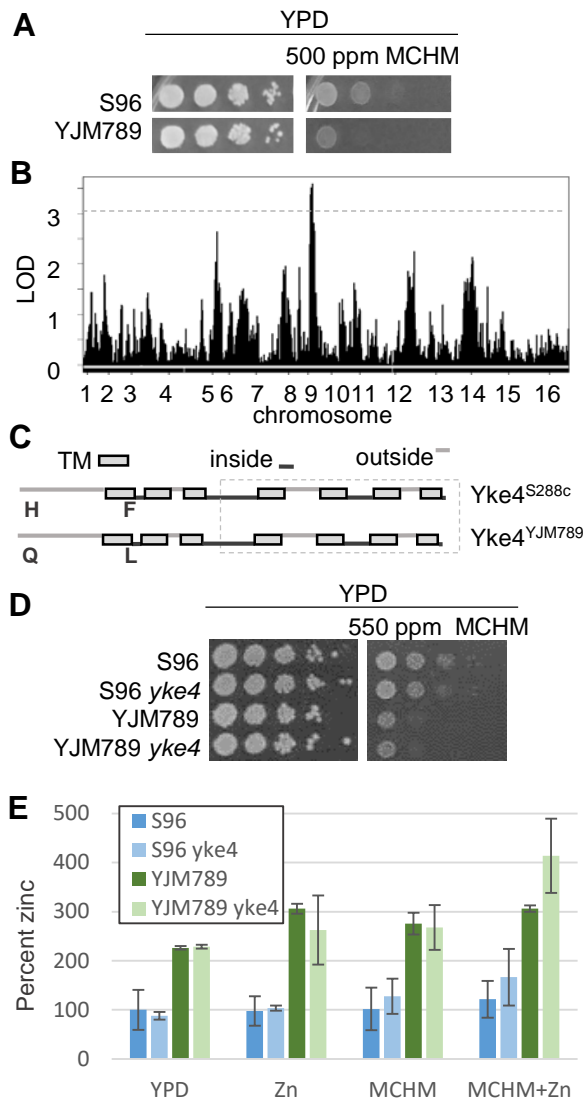 A
YPD
500 ppm MCHM
S96
YJM789
B
LOD
3
2
1
0
1 2 3 4 5 6 7 8 9 10 11 12 13 14 15 16
chromosome
C
TM inside outside
Yke4S288c
H F
Yke4YJM789
Q L
D
YPD
550 ppm MCHM
S96
S96 yke4
YJM789
YJM789 yke4
E
Percent zinc
500
400
300
200
100
0
S96
S96 yke4
YJM789
YJM789 yke4
YPD Zn MCHM MCHM+Zn